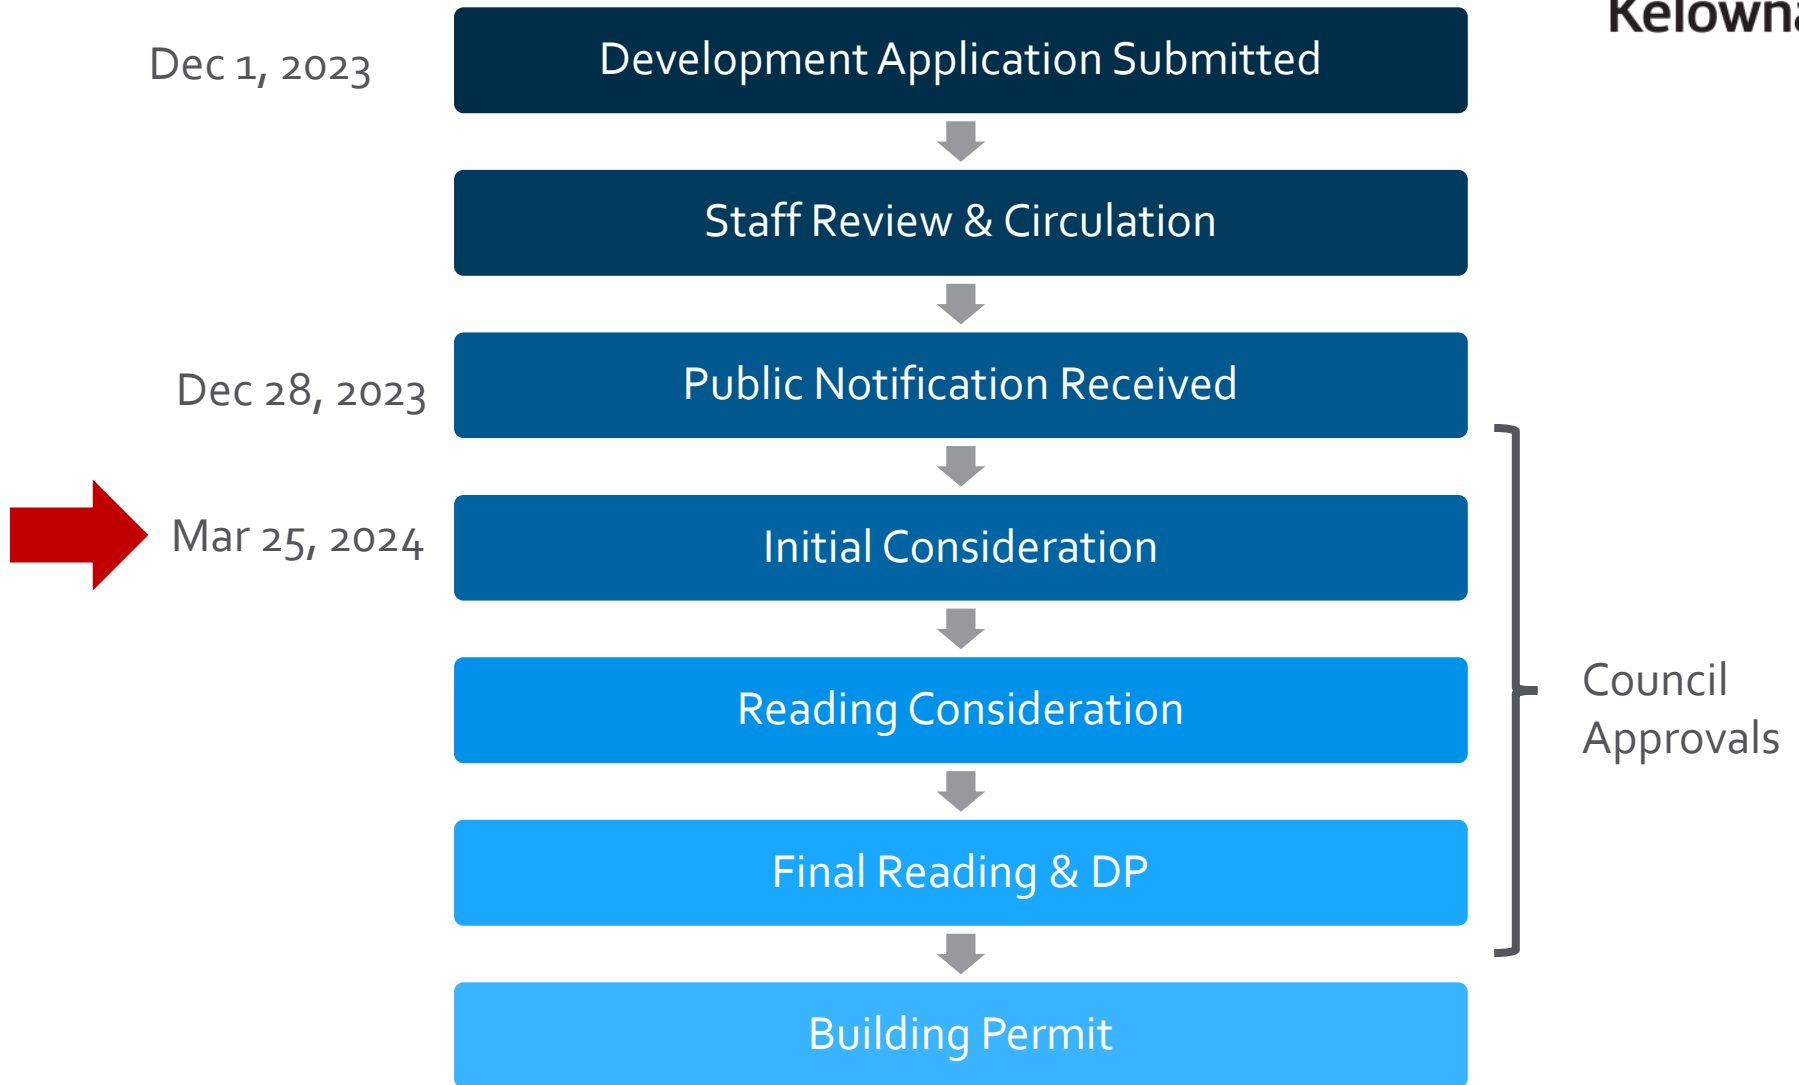 Kelowna
Dec 1, 2023
Development Application Submitted
Staff Review & Circulation
Dec 28, 2023
Public Notification Received
Mar 25, 2024
Initial Consideration
Reading Consideration
Council
Approvals
Final Reading & DP
Building Permit